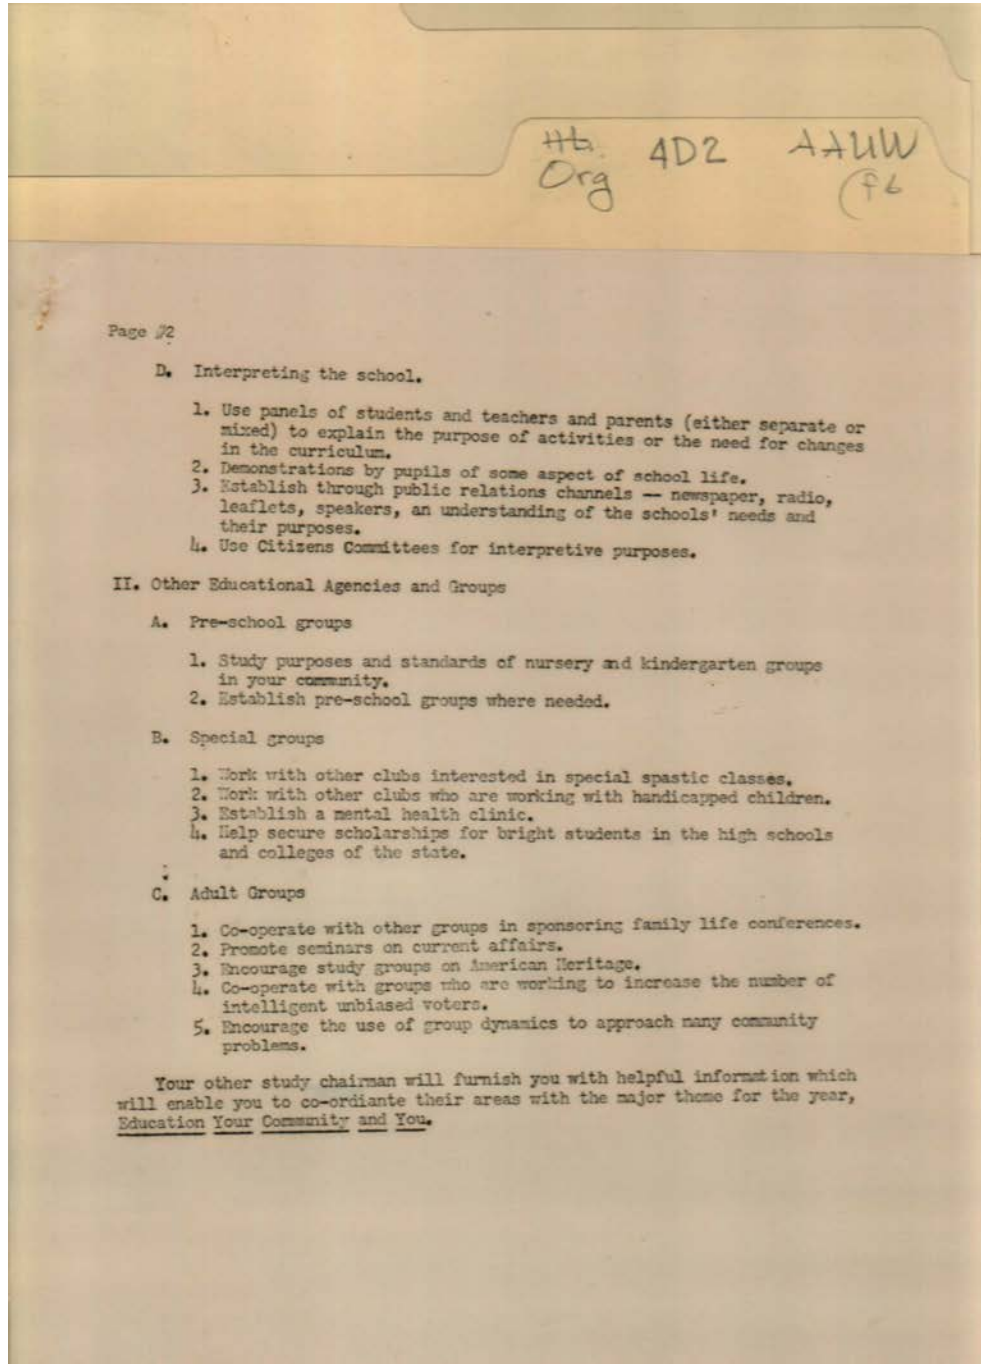 Org 4D2 AAUW
Page 2
D. Interpreting the school.
1. Use panels of students and teachers and parents (either separate or
mixed) to explain the purpose of activities or the need for changes
in the curriculum.
2. Demonstrations by pupils of some aspect of school life.
3. Establish through public relations channels -- newspaper, radio,
leaflets, speakers, an understanding of the schools' needs and
their purposes.
4. Use Citizens Committees for interpretive purposes.
II. Other Educational Agencies and Groups
A. Pre-school groups
1. Study purposes and standards of nursery and kindergarten groups
in your community.
2. Establish pre-school groups where needed.
B. Special groups
1. Work with other clubs interested in special spastic classes.
2. Work with other clubs who are working with handicapped children.
3. Establish a mental health clinic.
4. Help secure scholarships for bright students in the high schools
and colleges of the state.
C. Adult Groups
1. Co-operate with other groups in sponsoring family life conferences.
2. Promote seminars on current affairs.
3. Encourage study groups on American Heritage.
4. Co-operate with groups who are working to increase the number of
intelligent unbiased voters.
5. Encourage the use of group dynamics to approach many community
problems.
Your other study chairman will furnish you with helpful information which
will enable you to co-ordiante their areas with the major theme for the year,
Education Your Community and You.